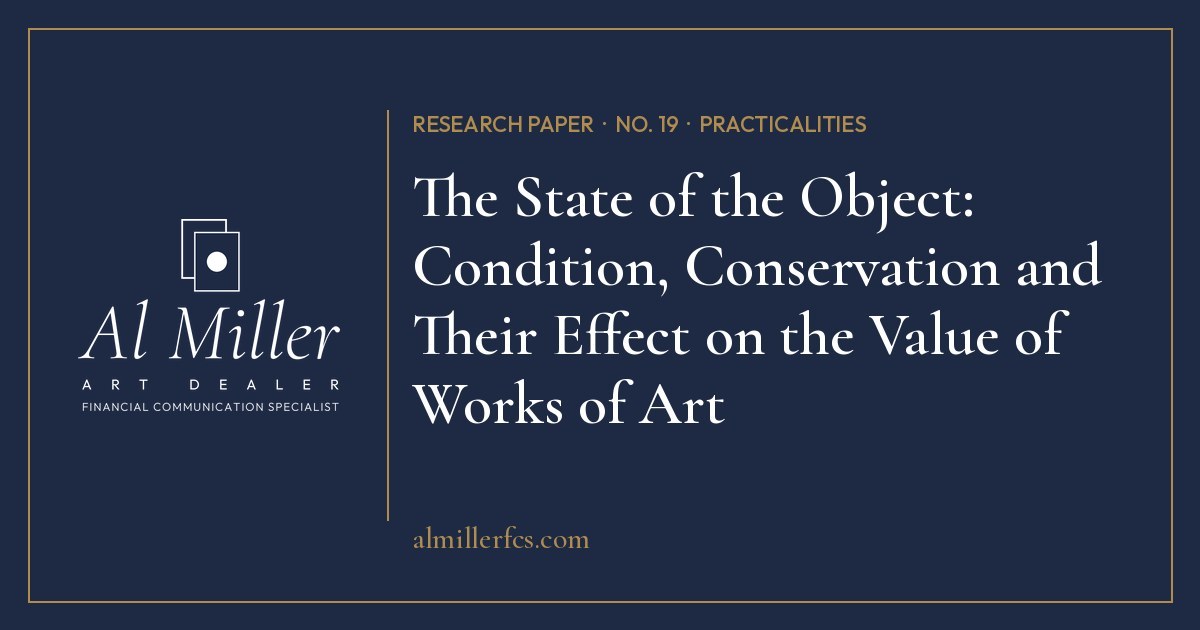 RESEARCH PAPER · NO. 19 · PRACTICALITIES
The State of the Object:
Condition, Conservation and
Their Effect on the Value of
Works of Art
Al Miller
ART DEALER
FINANCIAL COMMUNICATION SPECIALIST
almillerfcs.com